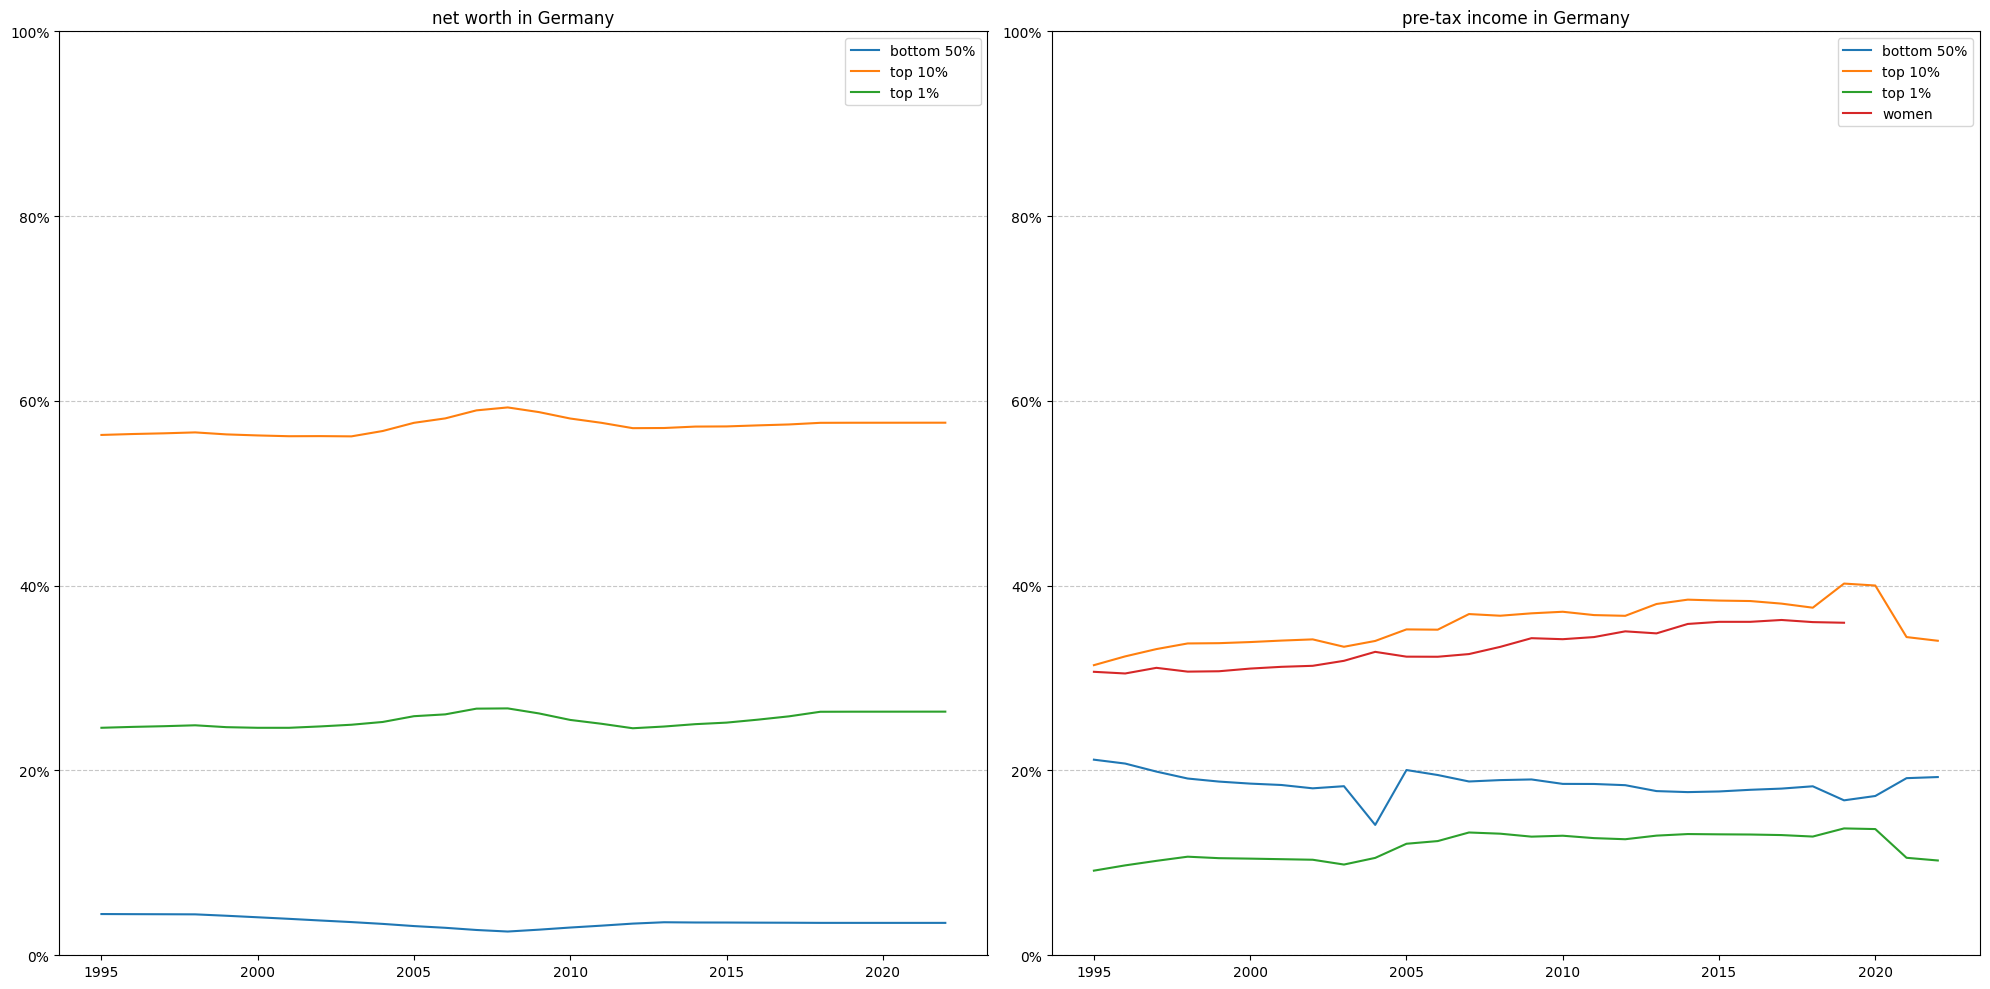 net worth in Germany
100%
80%
60%
40%
20%
0%
1995 2000 2005 2010 2015 2020
bottom 50%
top 10%
top 1%
pre-tax income in Germany
100%
80%
60%
40%
20%
0%
1995 2000 2005 2010 2015 2020
bottom 50%
top 10%
top 1%
women